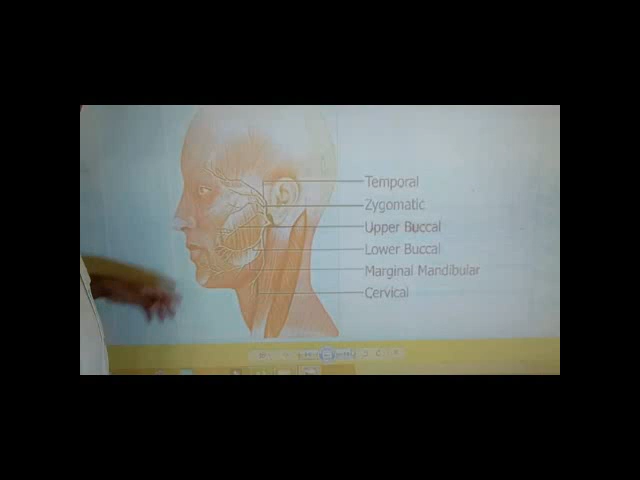 Temporal
Zygomatic
Upper Buccal
Lower Buccal
Marginal Mandibular
Cervical